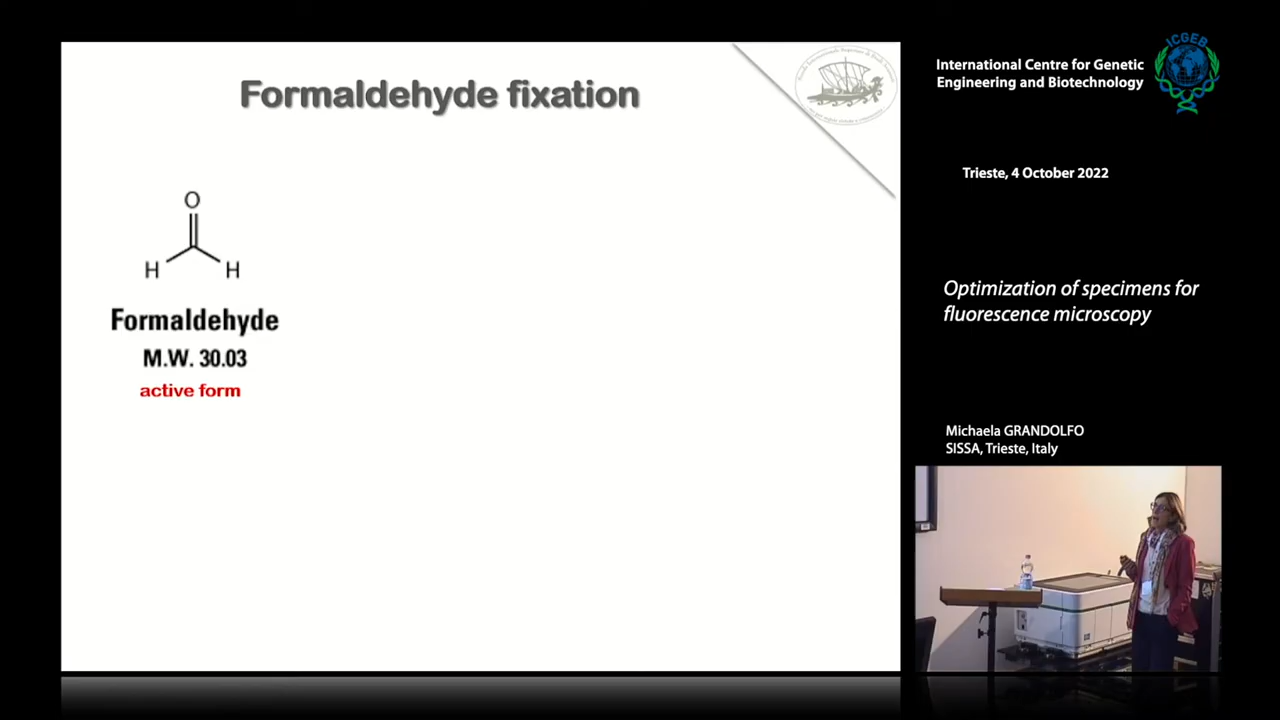 Formaldehyde fixation
O
H H
Formaldehyde
M.W. 30.03
active form
ICGEB
International Centre for Genetic
Engineering and Biotechnology
Trieste, 4 October 2022
Optimization of specimens for
fluorescence microscopy
Michaela GRANDOLFO
SISSA, Trieste, Italy